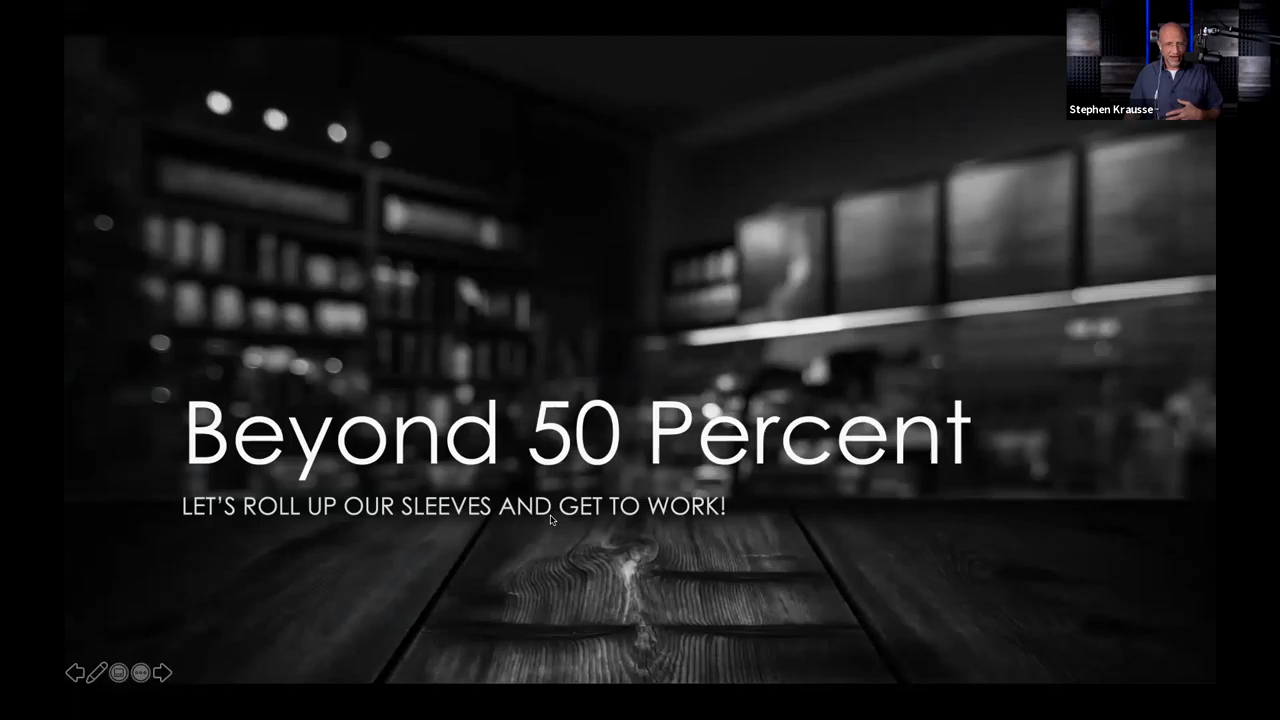 Stephen Krausse
Beyond 50 Percent
LET’S ROLL UP OUR SLEEVES AND GET TO WORK!